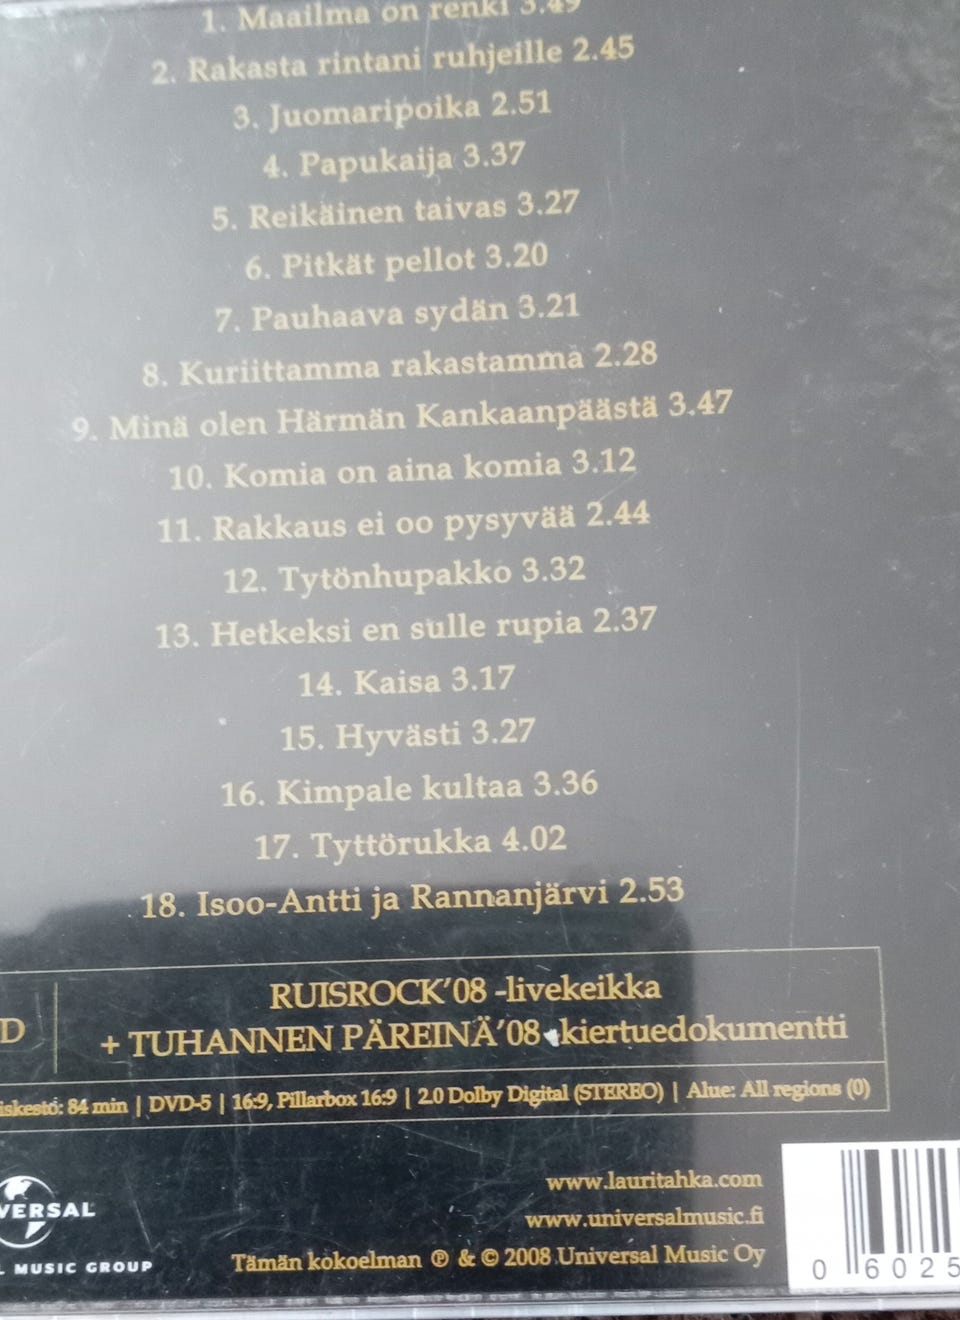 1. Maailma on renki 3.49
2. Rakasta rintani ruhjeille 2.45
3. Juomaripoika 2.51
4. Papukaija 3.37
5. Reikäinen taivas 3.27
6. Pitkät pellot 3.20
7. Pauhaava sydän 3.21
8. Kuriittamma rakastamma 2.28
9. Minä olen Härmän Kankaanpäästä 3.47
10. Komia on aina komia 3.12
11. Rakkaus ei oo pysyvää 2.44
12. Tytönhupakko 3.32
13. Hetkeksi en sulle rupia 2.37
14. Kaisa 3.17
15. Hyvästi 3.27
16. Kimpale kultaa 3.36
17. Tyttörukka 4.02
18. Isoo-Antti ja Rannanjärvi 2.53
D
RUISROCK'08 -livekeikka
+ TUHANNEN PÄREINÄ'08 -kiertuedokumentti
iskesto: 84 min | DVD-5 | 16:9, Pillarbox 16:9 | 2.0 Dolby Digital (STEREO) | Alue: All regions (0)
VERSAL
L MUSIC GROUP
www.lauritahka.com
www.universalmusic.fi
Tämän kokoelman ℗ & © 2008 Universal Music Oy
0 6025